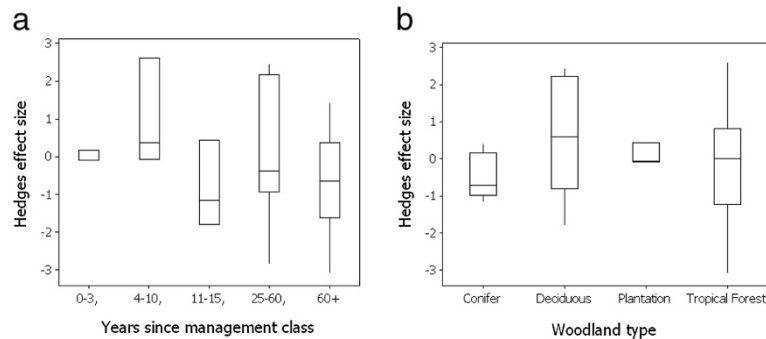 a
3
2
1
0
-1
-2
-3
Hedges effect size
0-3, 4-10, 11-15, 25-60, 60+
Years since management class
b
3
2
1
0
-1
-2
-3
Hedges effect size
Conifer Deciduous Plantation Tropical Forest
Woodland type